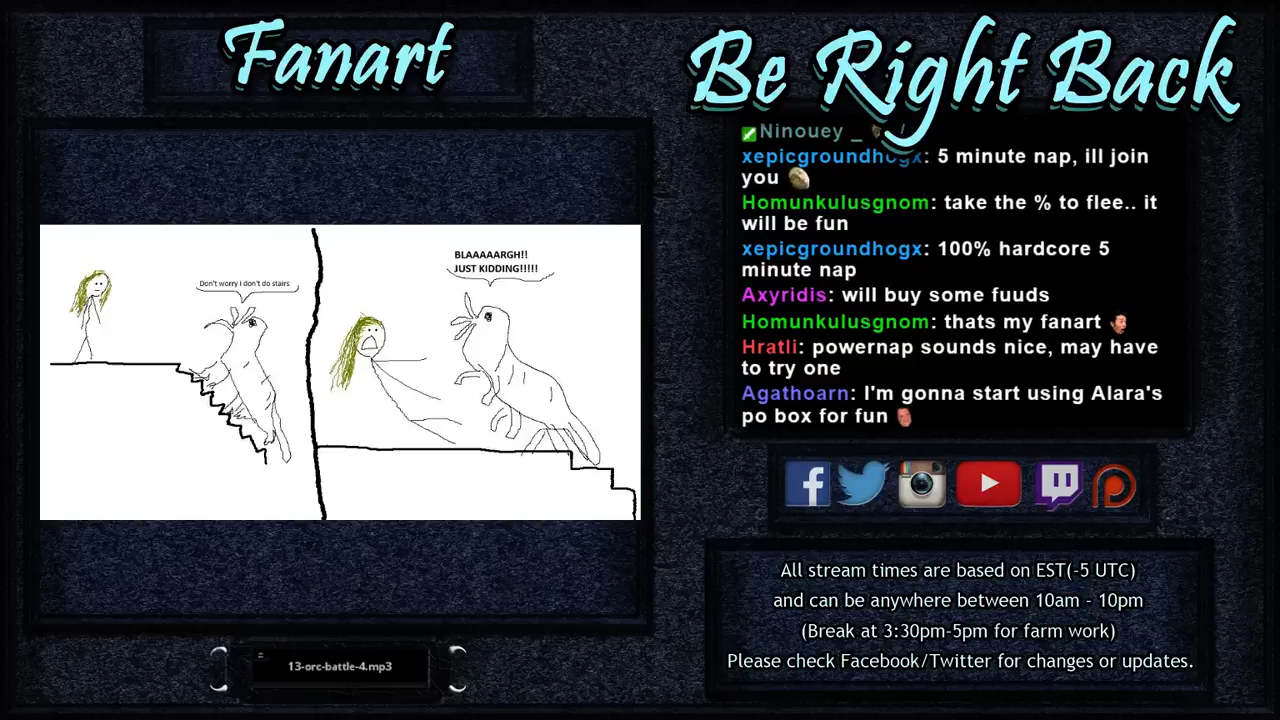 Fanart
Be Right Back
Don't worry I don't do stairs
BLAAAAARGH!!
JUST KIDDING!!!!!
Ninouey _
xepicgroundhogx: 5 minute nap, ill join
you
Homunkulusgnom: take the % to flee.. it
will be fun
xepicgroundhogx: 100% hardcore 5
minute nap
Axyridis: will buy some fuuds
Homunkulusgnom: thats my fanart
Hratli: powernap sounds nice, may have
to try one
Agathoarn: I'm gonna start using Alara's
po box for fun
All stream times are based on EST(-5 UTC)
and can be anywhere between 10am - 10pm
(Break at 3:30pm-5pm for farm work)
Please check Facebook/Twitter for changes or updates.
13-orc-battle-4.mp3